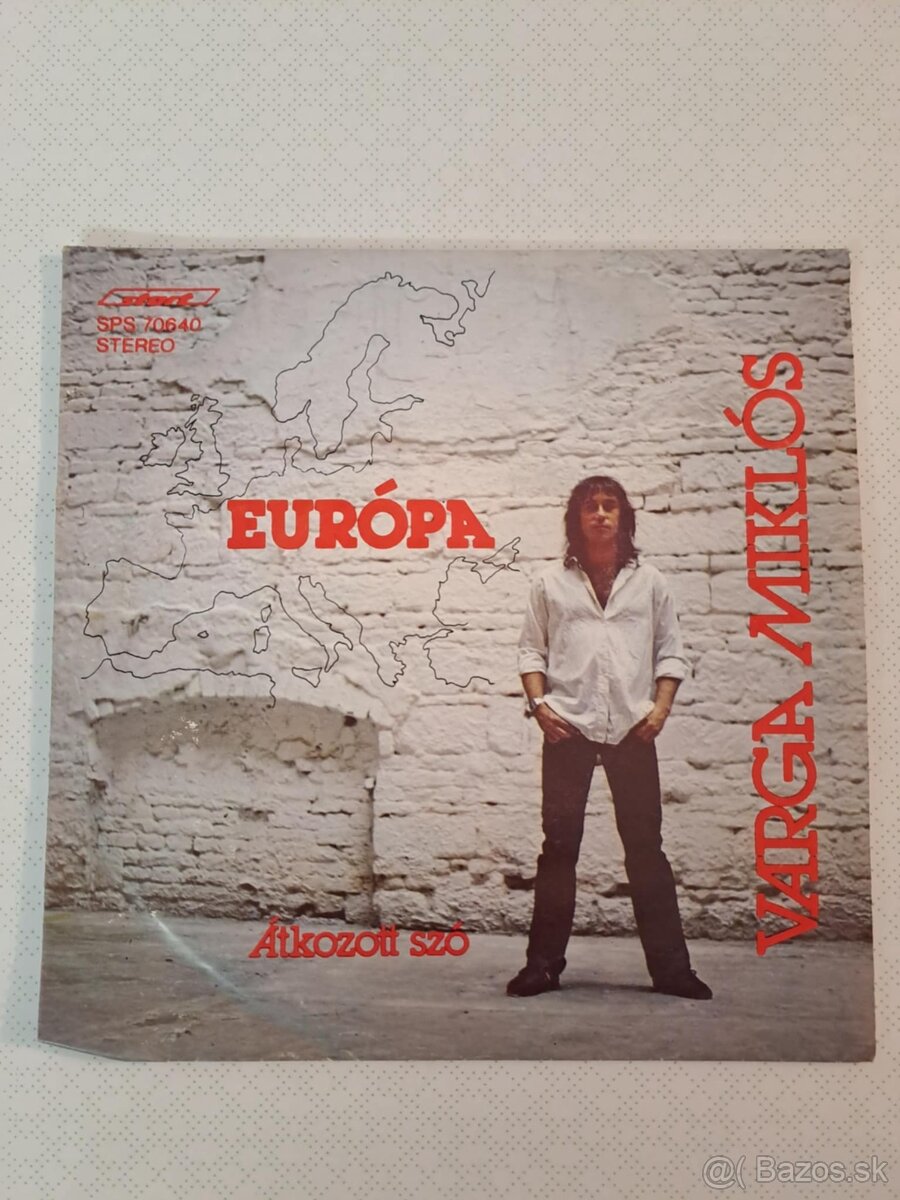 start
SPS 70640
STEREO
EURÓPA
VARGA MIKLÓS
Átkozott szó
@( Bazos.sk